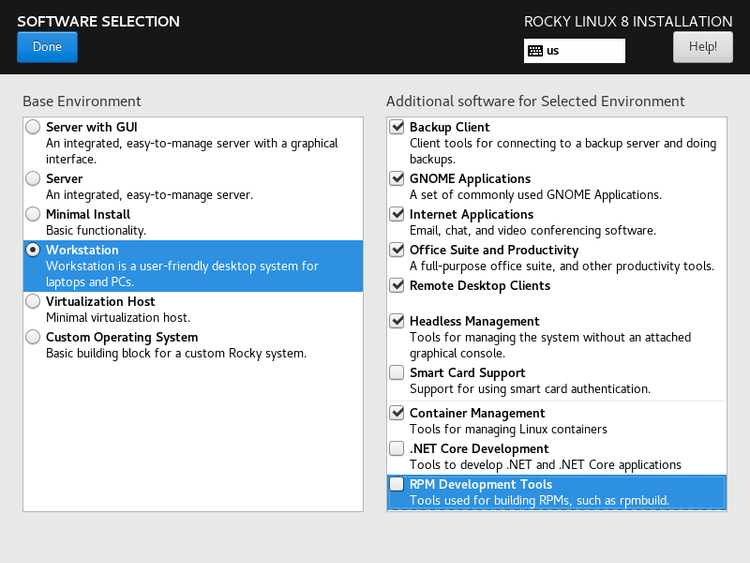 SOFTWARE SELECTION
Done
ROCKY LINUX 8 INSTALLATION
us
Help!
Base Environment
Server with GUI
An integrated, easy-to-manage server with a graphical
interface.
Server
An integrated, easy-to-manage server.
Minimal Install
Basic functionality.
Workstation
Workstation is a user-friendly desktop system for
laptops and PCs.
Virtualization Host
Minimal virtualization host.
Custom Operating System
Basic building block for a custom Rocky system.
Additional software for Selected Environment
Backup Client
Client tools for connecting to a backup server and doing
backups.
GNOME Applications
A set of commonly used GNOME Applications.
Internet Applications
Email, chat, and video conferencing software.
Office Suite and Productivity
A full-purpose office suite, and other productivity tools.
Remote Desktop Clients
Headless Management
Tools for managing the system without an attached
graphical console.
Smart Card Support
Support for using smart card authentication.
Container Management
Tools for managing Linux containers
.NET Core Development
Tools to develop .NET and .NET Core applications
RPM Development Tools
Tools used for building RPMs, such as rpmbuild.